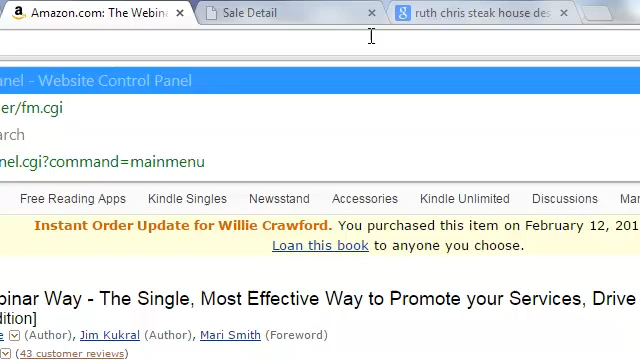 Amazon.com: The Webina
Sale Detail
ruth chris steak house des
anel - Website Control Panel
er/fm.cgi
arch
nel.cgi?command=mainmenu
Free Reading Apps Kindle Singles Newsstand Accessories Kindle Unlimited Discussions Man
Instant Order Update for Willie Crawford. You purchased this item on February 12, 201
Loan this book to anyone you choose.
binar Way - The Single, Most Effective Way to Promote your Services, Drive
dition]
e (Author), Jim Kukral (Author), Mari Smith (Foreword)
(43 customer reviews)